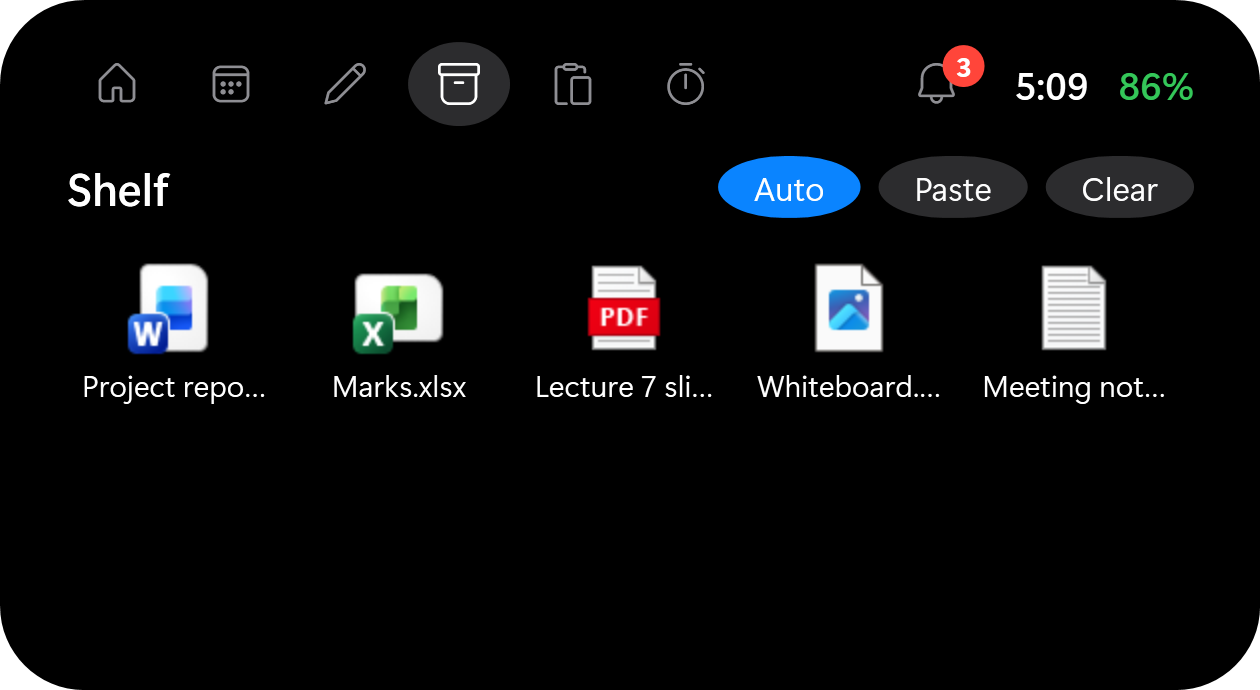 3 5:09 86%
Shelf Auto Paste Clear
W X PDF
Project repo... Marks.xlsx Lecture 7 sli... Whiteboard.... Meeting not...